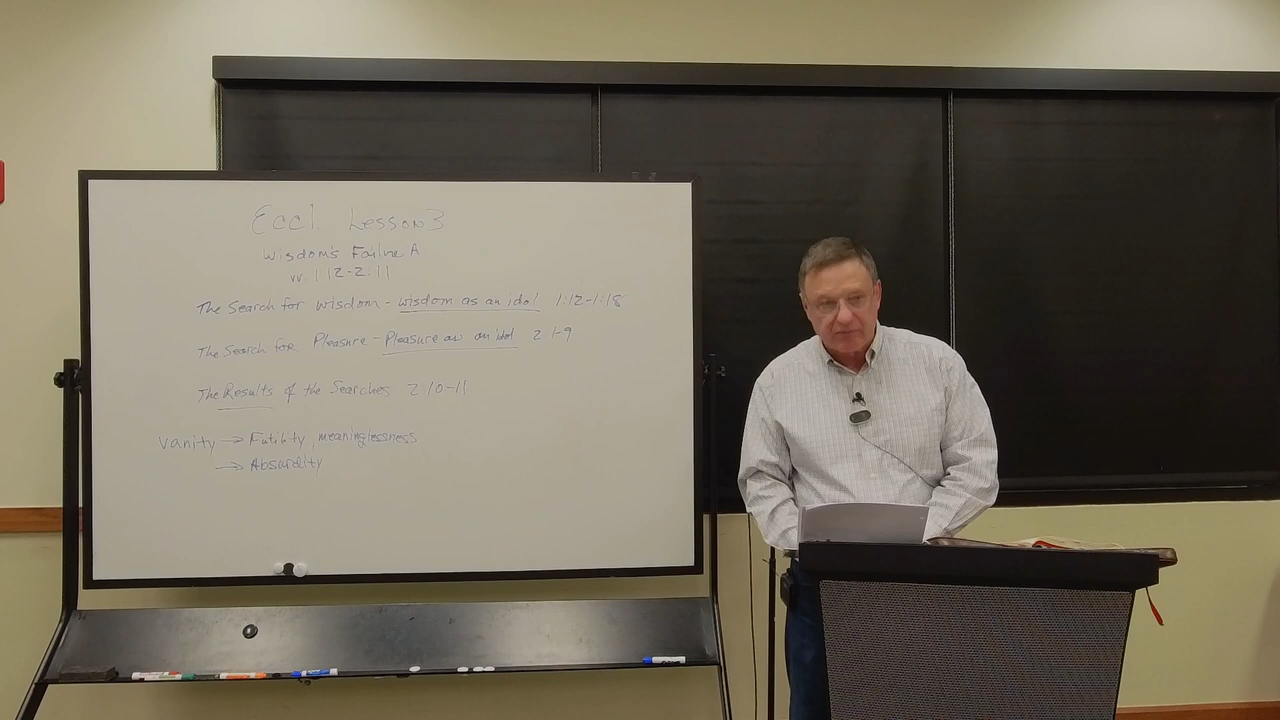 Eccl. Lesson 3
Wisdom's Failure A
vv. 1:12-2:11
The Search for Wisdom - wisdom as an idol 1:12-1:18
The Search for Pleasure - Pleasure as an idol 2:1-9
The Results of the Searches 2:10-11
Vanity → Futility, meaninglessness
→ Absurdity